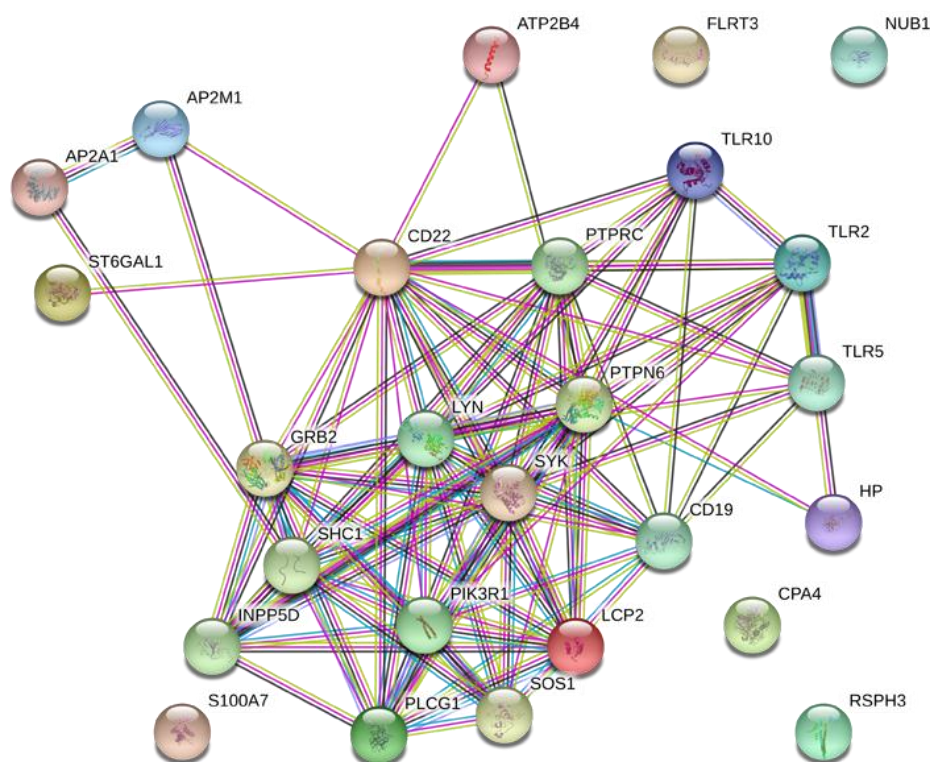 ATP2B4
FLRT3
NUB1
AP2M1
TLR10
AP2A1
CD22
PTPRC
TLR2
ST6GAL1
TLR5
PTPN6
LYN
GRB2
SYK
HP
CD19
SHC1
PIK3R1
CPA4
INPP5D
LCP2
SOS1
S100A7
PLCG1
RSPH3